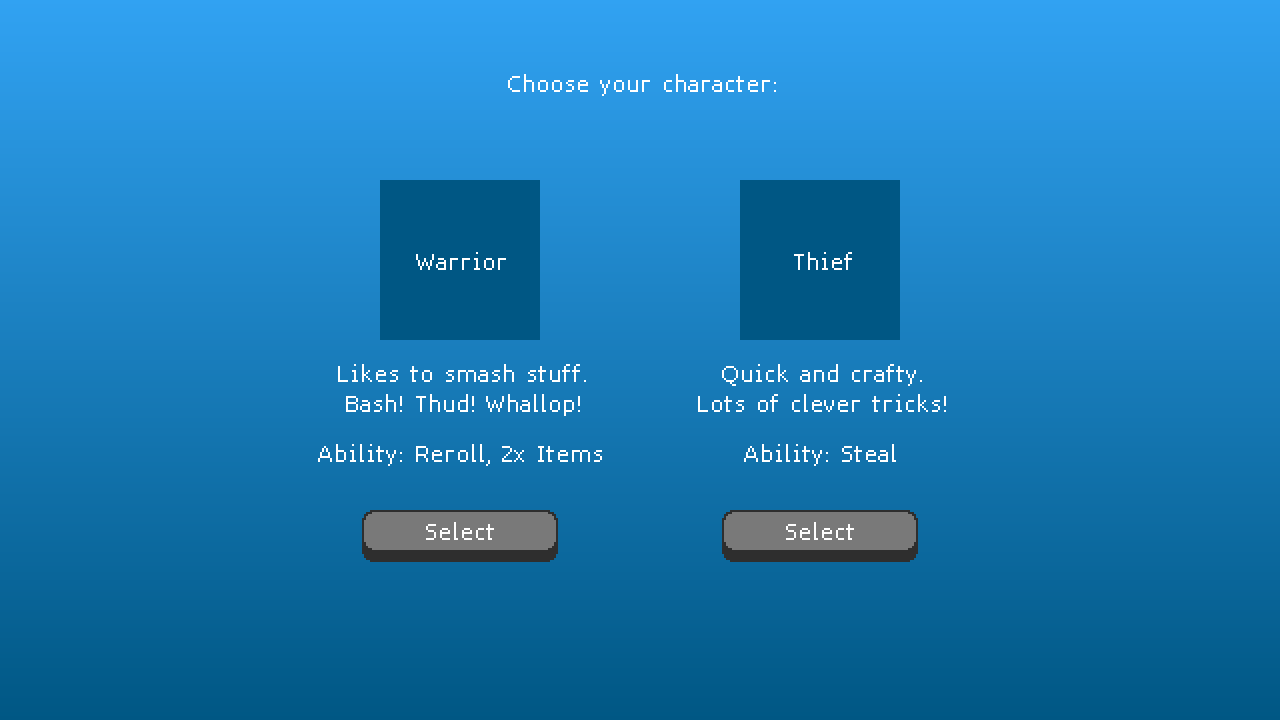 Choose your character:
Warrior
Thief
Likes to smash stuff.
Bash! Thud! Whallop!
Quick and crafty.
Lots of clever tricks!
Ability: Reroll, 2x Items
Ability: Steal
Select
Select